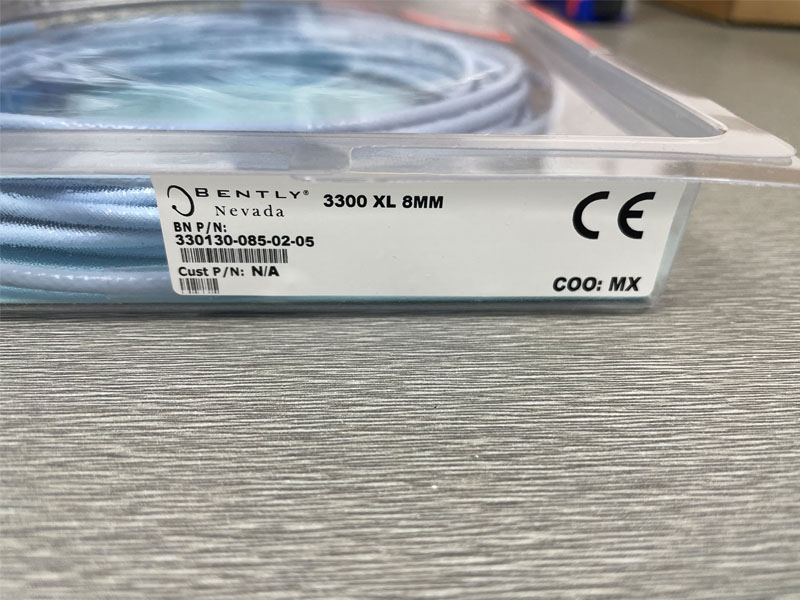 BENTLY®
Nevada
3300 XL 8MM
BN P/N:
330130-085-02-05
Cust P/N: N/A
CE
COO: MX